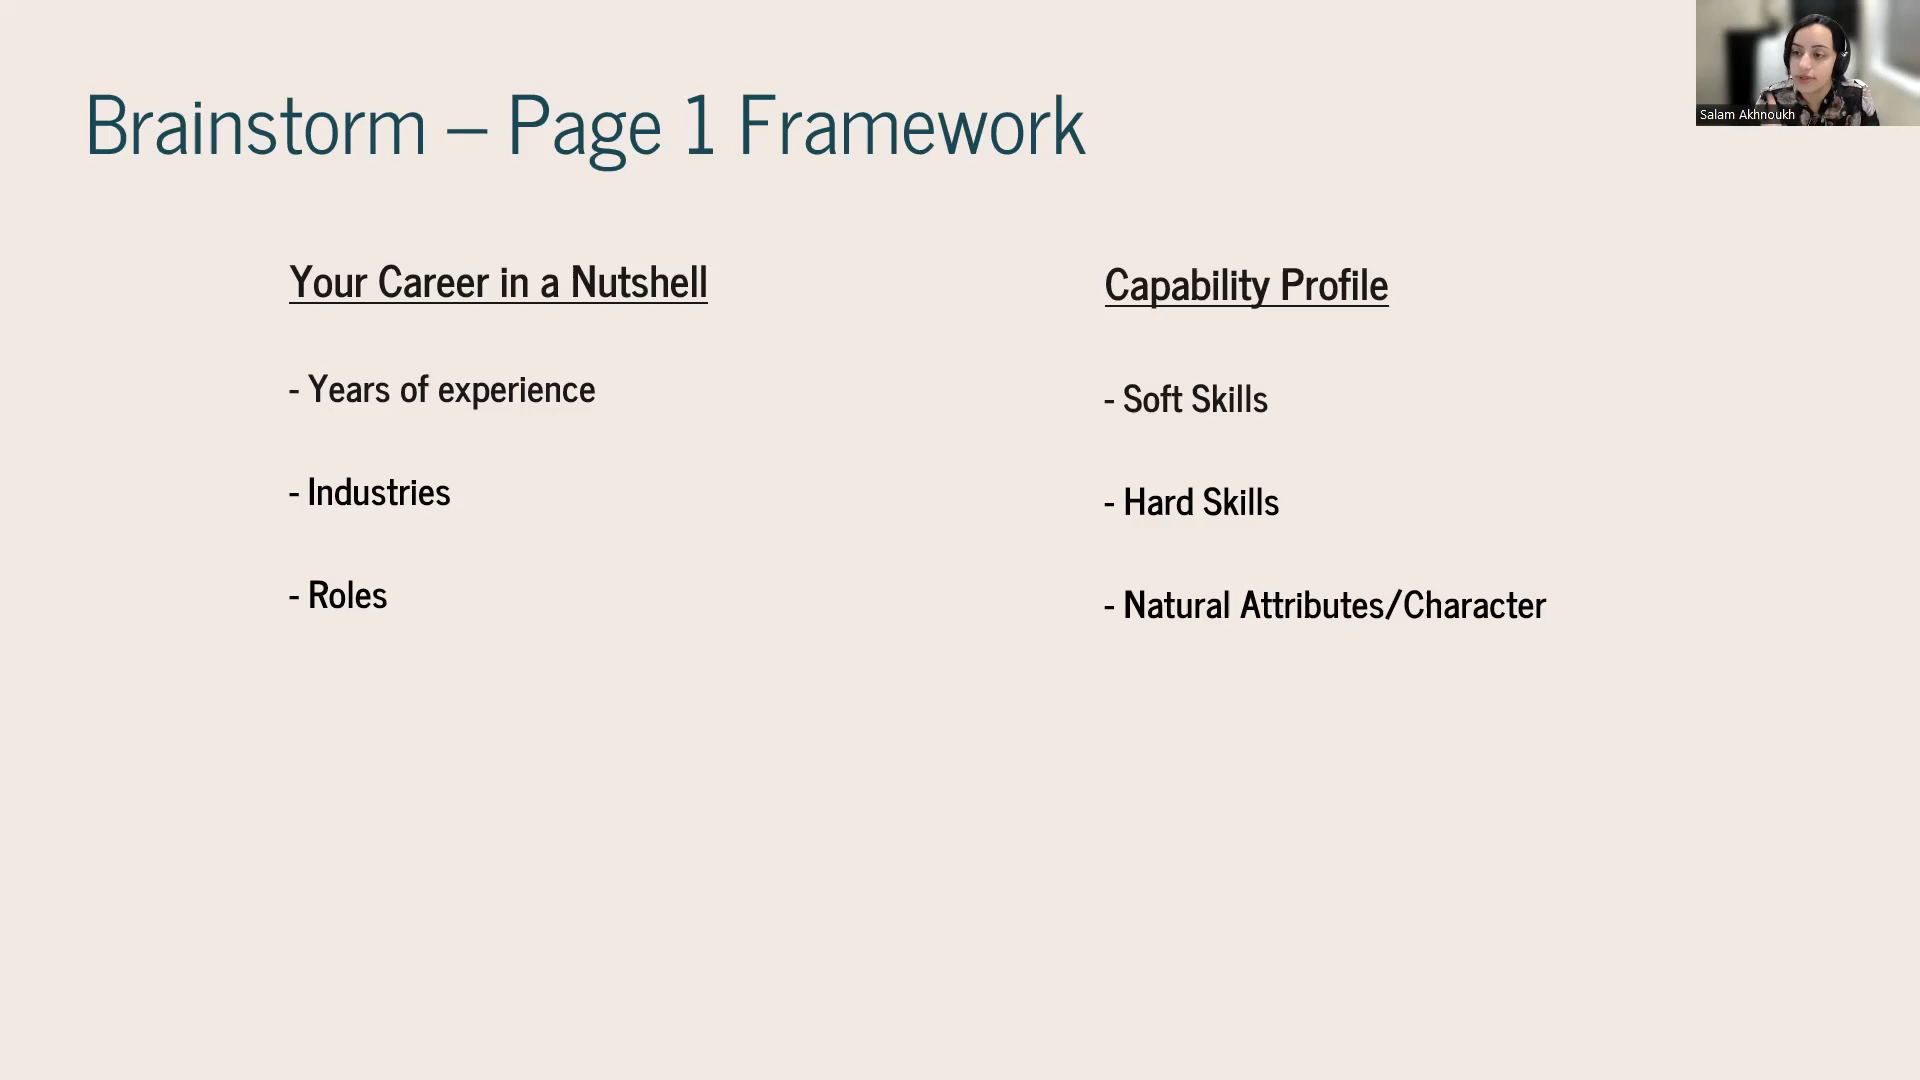 Brainstorm – Page 1 Framework
Salam Akhnoukh
Your Career in a Nutshell
- Years of experience
- Industries
- Roles
Capability Profile
- Soft Skills
- Hard Skills
- Natural Attributes/Character